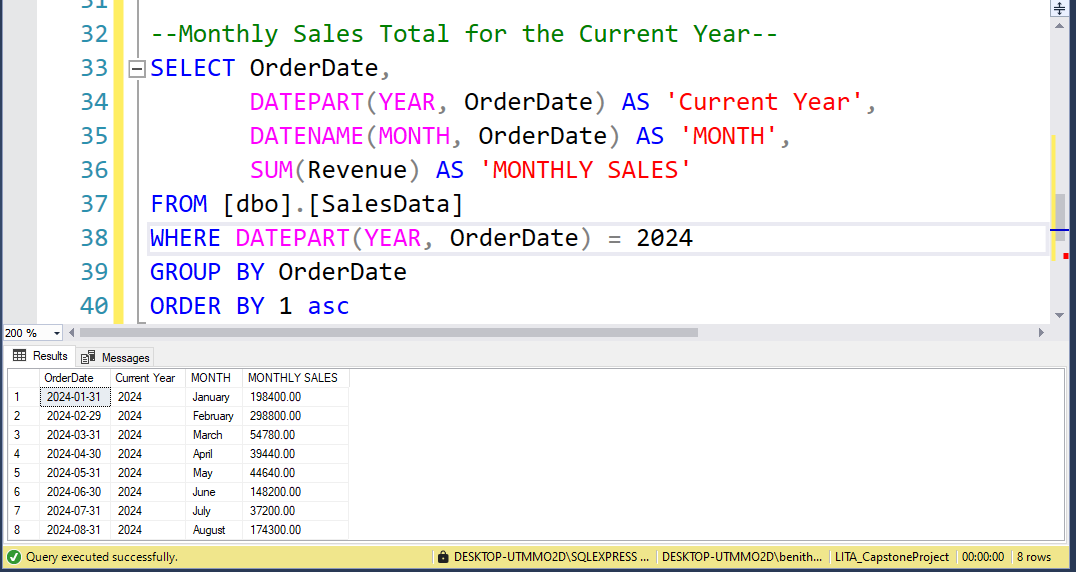 31
32 --Monthly Sales Total for the Current Year--
33 SELECT OrderDate,
34 DATEPART(YEAR, OrderDate) AS 'Current Year',
35 DATENAME(MONTH, OrderDate) AS 'MONTH',
36 SUM(Revenue) AS 'MONTHLY SALES'
37 FROM [dbo].[SalesData]
38 WHERE DATEPART(YEAR, OrderDate) = 2024
39 GROUP BY OrderDate
40 ORDER BY 1 asc
200 %
Results Messages
OrderDate Current Year MONTH MONTHLY SALES
1 2024-01-31 2024 January 198400.00
2 2024-02-29 2024 February 298800.00
3 2024-03-31 2024 March 54780.00
4 2024-04-30 2024 April 39440.00
5 2024-05-31 2024 May 44640.00
6 2024-06-30 2024 June 148200.00
7 2024-07-31 2024 July 37200.00
8 2024-08-31 2024 August 174300.00
Query executed successfully. DESKTOP-UTMMO2D\SQLEXPRESS ... DESKTOP-UTMMO2D\benith... LITA_CapstoneProject 00:00:00 8 rows